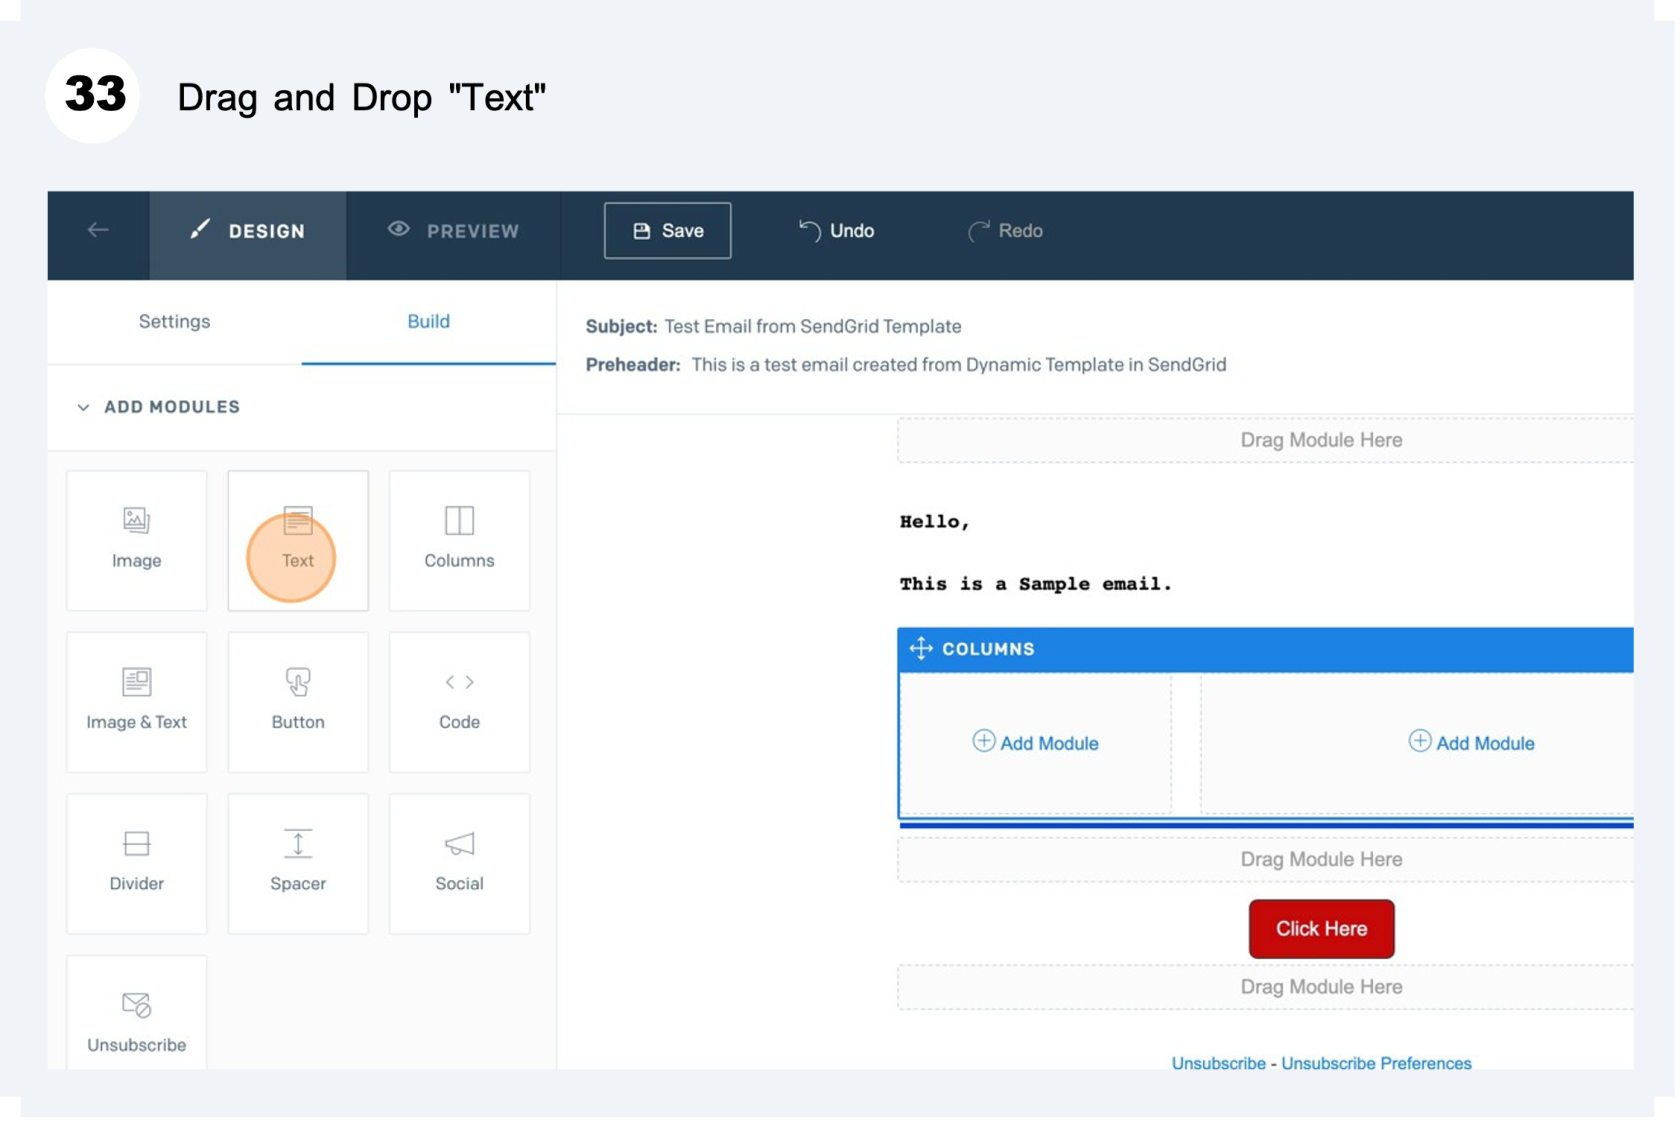 33 Drag and Drop "Text"
DESIGN PREVIEW Save Undo Redo
Settings Build
Subject: Test Email from SendGrid Template
Preheader: This is a test email created from Dynamic Template in SendGrid
ADD MODULES
Drag Module Here
Image Text Columns
Hello,
This is a Sample email.
COLUMNS
Image & Text Button Code
Add Module Add Module
Divider Spacer Social
Drag Module Here
Click Here
Drag Module Here
Unsubscribe
Unsubscribe - Unsubscribe Preferences